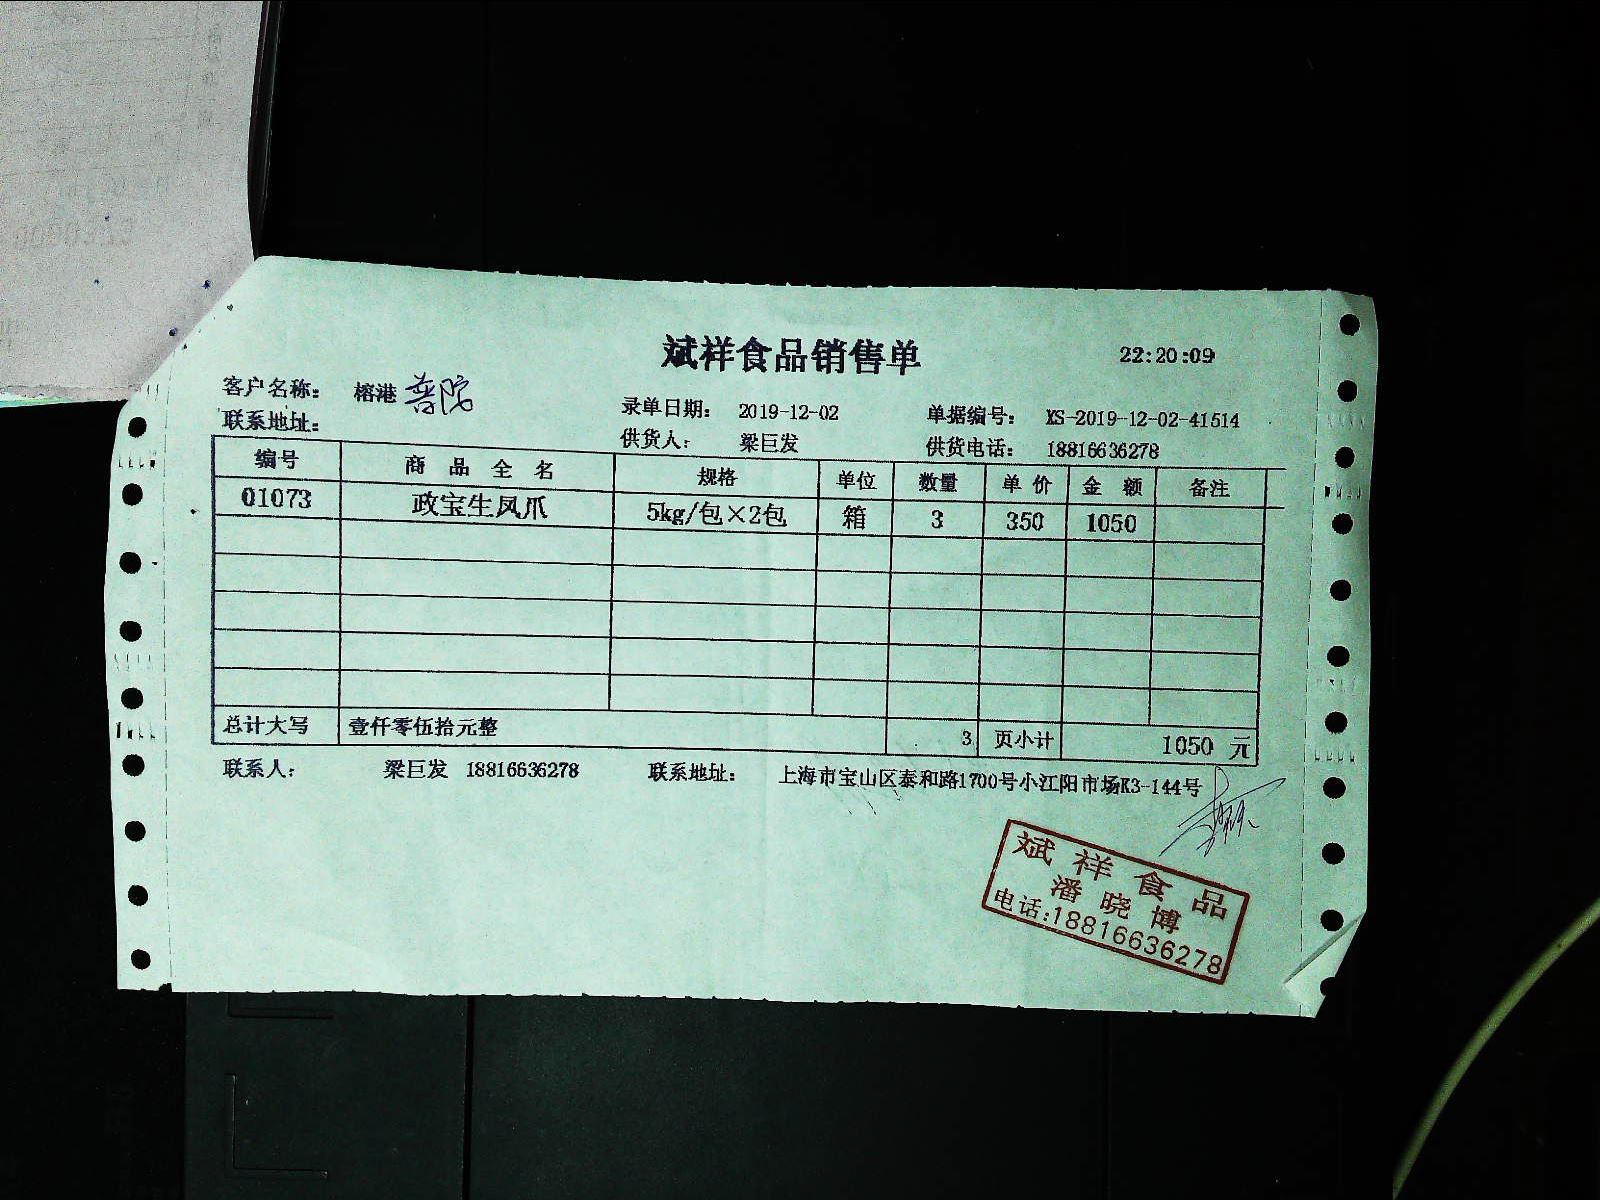 斌祥食品销售单 22:20:09
客户名称： 榕港 普陀
录单日期： 2019-12-02 单据编号： XS-2019-12-02-41514
联系地址：
供货人： 梁巨发 供货电话： 18816636278
编号 商品全名 规格 单位 数量 单价 金额 备注
01073 政宝生凤爪 5kg/包×2包 箱 3 350 1050
总计大写 壹仟零伍拾元整 3 页小计 1050 元
联系人： 梁巨发 18816636278 联系地址： 上海市宝山区泰和路1700号小江阳市场K3-144号
斌祥食品
潘晓博
电话:18816636278